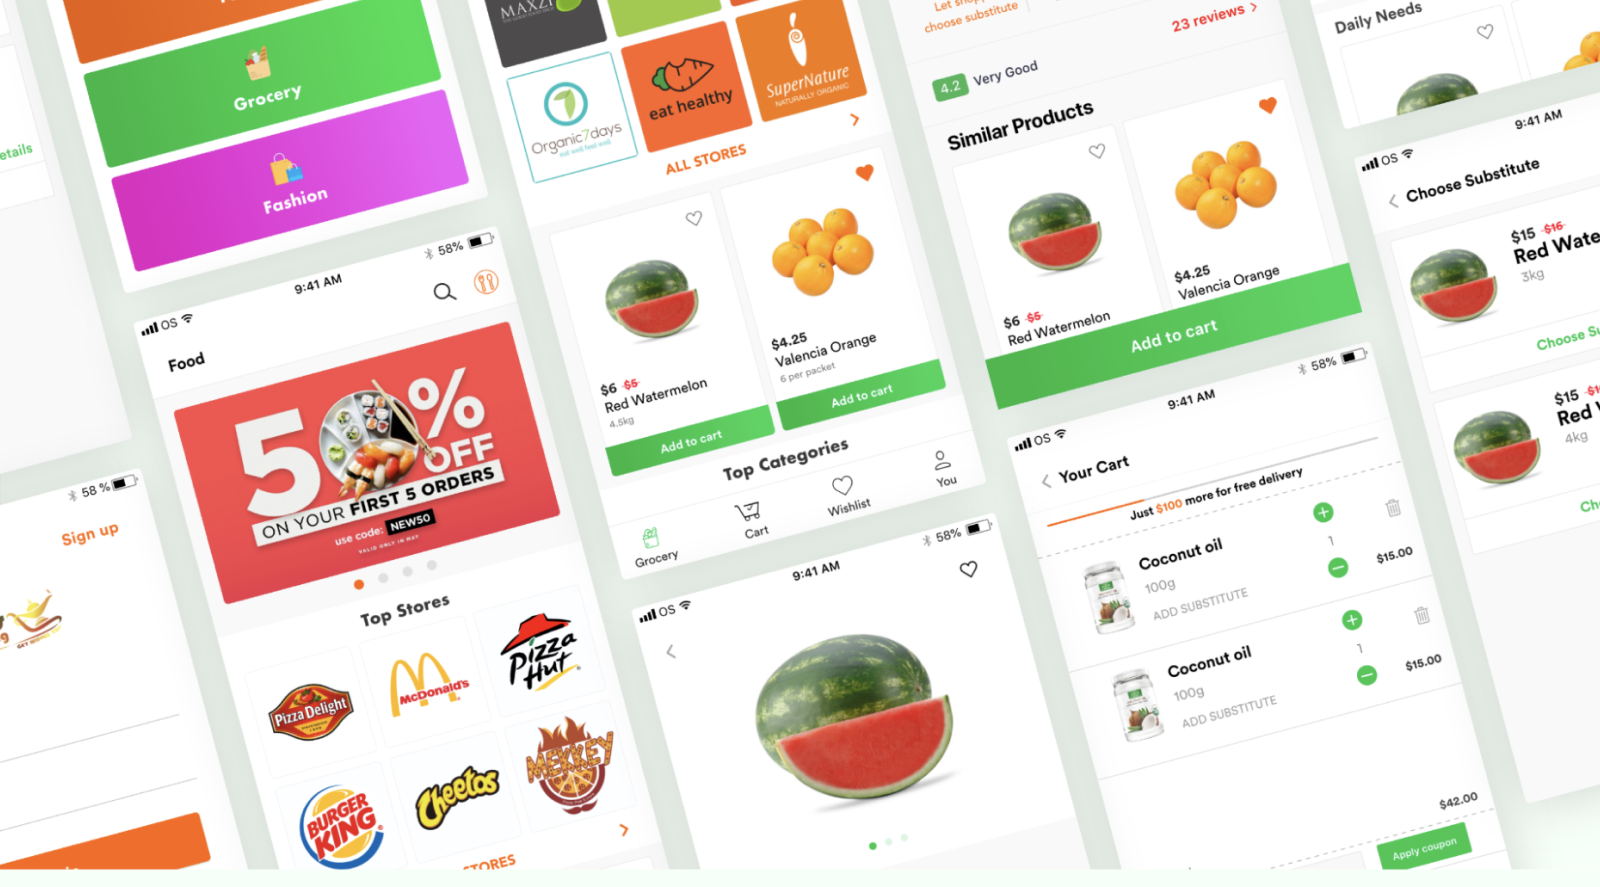 etails
Grocery
Fashion
58 %
Sign up
OS
9:41 AM
58%
Food
50% OFF
ON YOUR FIRST 5 ORDERS
use code: NEW50
VALID ONLY IN MAY
Top Stores
Pizza Delight
McDonald's
Pizza Hut
BURGER KING
Cheetos
MEKKEY
STORES
MAXZI
Organic7days
eat well feel well
eat healthy
SuperNature
NATURALLY ORGANIC
ALL STORES
$6 $5
Red Watermelon
4.5kg
Add to cart
$4.25
Valencia Orange
6 per packet
Add to cart
Top Categories
Grocery
Cart
Wishlist
You
OS
9:41 AM
58%
choose substitute
23 reviews
4.2 Very Good
Similar Products
$6 $5
Red Watermelon
$4.25
Valencia Orange
Add to cart
OS
9:41 AM
58%
Your Cart
Just $100 more for free delivery
Coconut oil
100g
ADD SUBSTITUTE
1
$15.00
Coconut oil
100g
ADD SUBSTITUTE
1
$15.00
$42.00
Apply coupon
Daily Needs
OS
9:41 AM
Choose Substitute
$15 $16
Red Wate
3kg
Choose Su
$15
Red
4kg
Ch